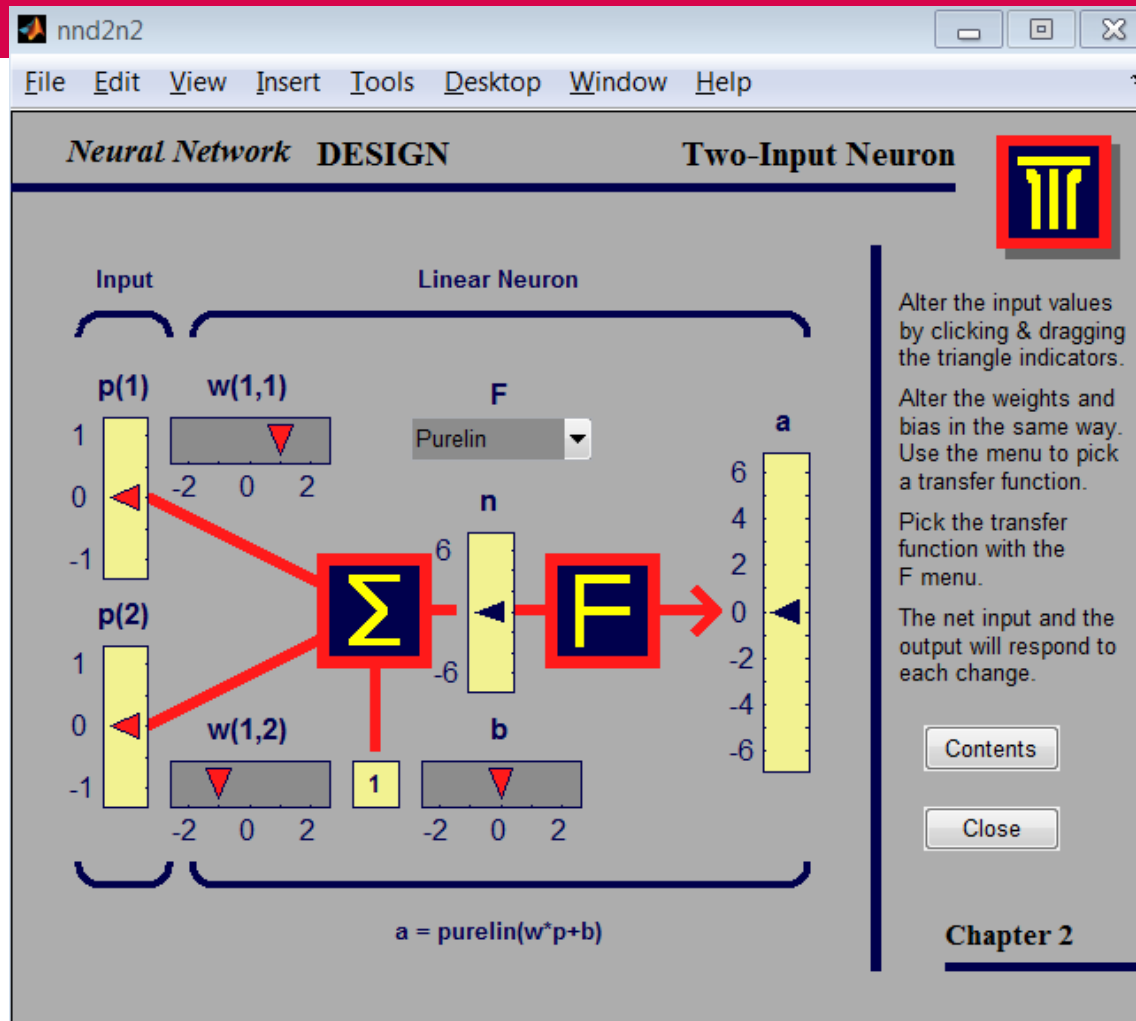 nnd2n2
File Edit View Insert Tools Desktop Window Help
Neural Network DESIGN
Two-Input Neuron
Input
Linear Neuron
p(1)
1
0
-1
w(1,1)
-2 0 2
F
Purelin
n
6
-6
a
6
4
2
0
-2
-4
-6
Σ
F
p(2)
1
0
-1
w(1,2)
-2 0 2
1
b
-2 0 2
a = purelin(w*p+b)
Alter the input values
by clicking & dragging
the triangle indicators.
Alter the weights and
bias in the same way.
Use the menu to pick
a transfer function.
Pick the transfer
function with the
F menu.
The net input and the
output will respond to
each change.
Contents
Close
Chapter 2